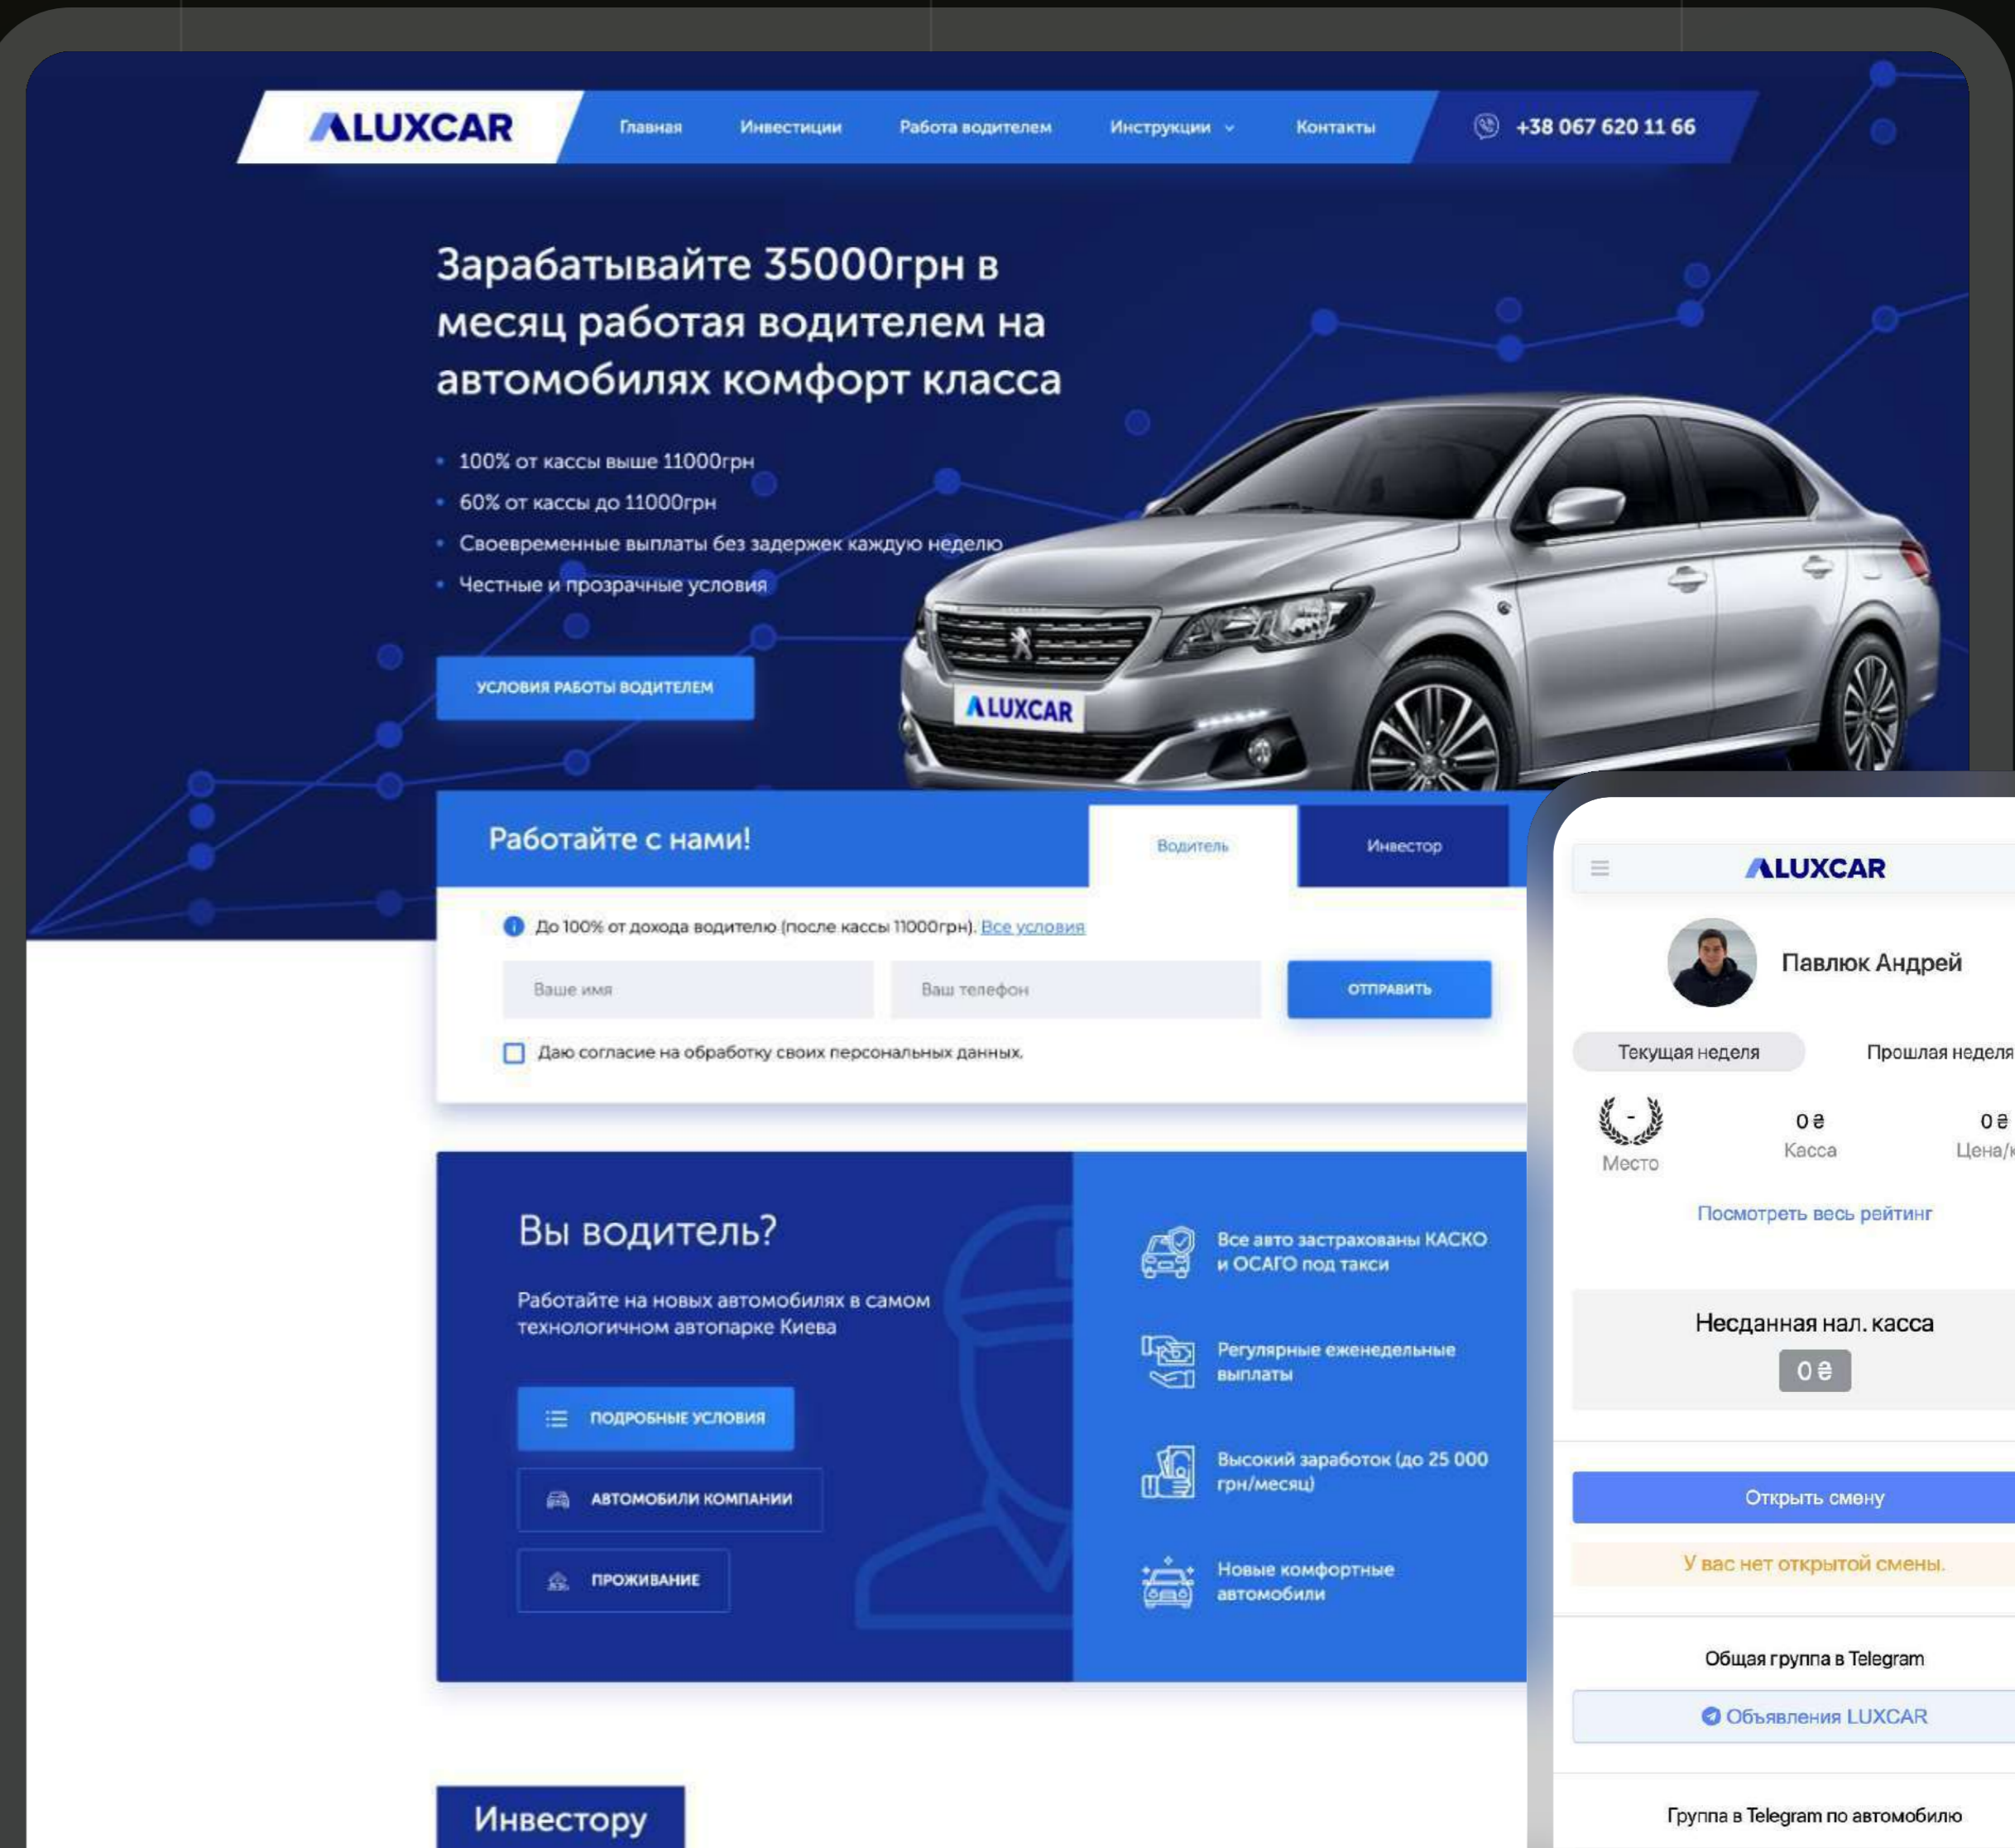 ALUXCAR
Главная
Инвестиции
Работа водителем
Инструкции
Контакты
+38 067 620 11 66
Зарабатывайте 35000грн в
месяц работая водителем на
автомобилях комфорт класса
100% от кассы выше 11000грн
60% от кассы до 11000грн
Своевременные выплаты без задержек каждую неделю
Честные и прозрачные условия
УСЛОВИЯ РАБОТЫ ВОДИТЕЛЕМ
ALUXCAR
Работайте с нами!
Водитель
Инвестор
До 100% от дохода водителю (после кассы 11000грн). Все условия
Ваше имя
Ваш телефон
ОТПРАВИТЬ
Даю согласие на обработку своих персональных данных.
Вы водитель?
Работайте на новых автомобилях в самом
технологичном автопарке Киева
ПОДРОБНЫЕ УСЛОВИЯ
АВТОМОБИЛИ КОМПАНИИ
ПРОЖИВАНИЕ
Все авто застрахованы КАСКО
и ОСАГО под такси
Регулярные еженедельные
выплаты
Высокий заработок (до 25 000
грн/месяц)
Новые комфортные
автомобили
Инвестору
ALUXCAR
Павлюк Андрей
Текущая неделя
Прошлая неделя
-
Место
0 ₴
Касса
0 ₴
Цена/к
Посмотреть весь рейтинг
Несданная нал. касса
0 ₴
Открыть смену
У вас нет открытой смены.
Общая группа в Telegram
Объявления LUXCAR
Группа в Telegram по автомобилю